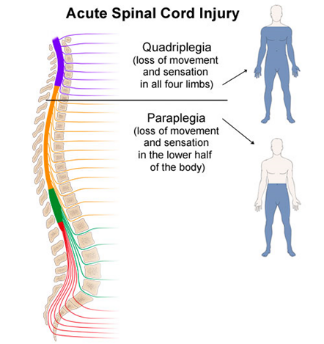 Acute Spinal Cord Injury
Quadriplegia
(loss of movement
and sensation
in all four limbs)
Paraplegia
(loss of movement
and sensation
in the lower half
of the body)